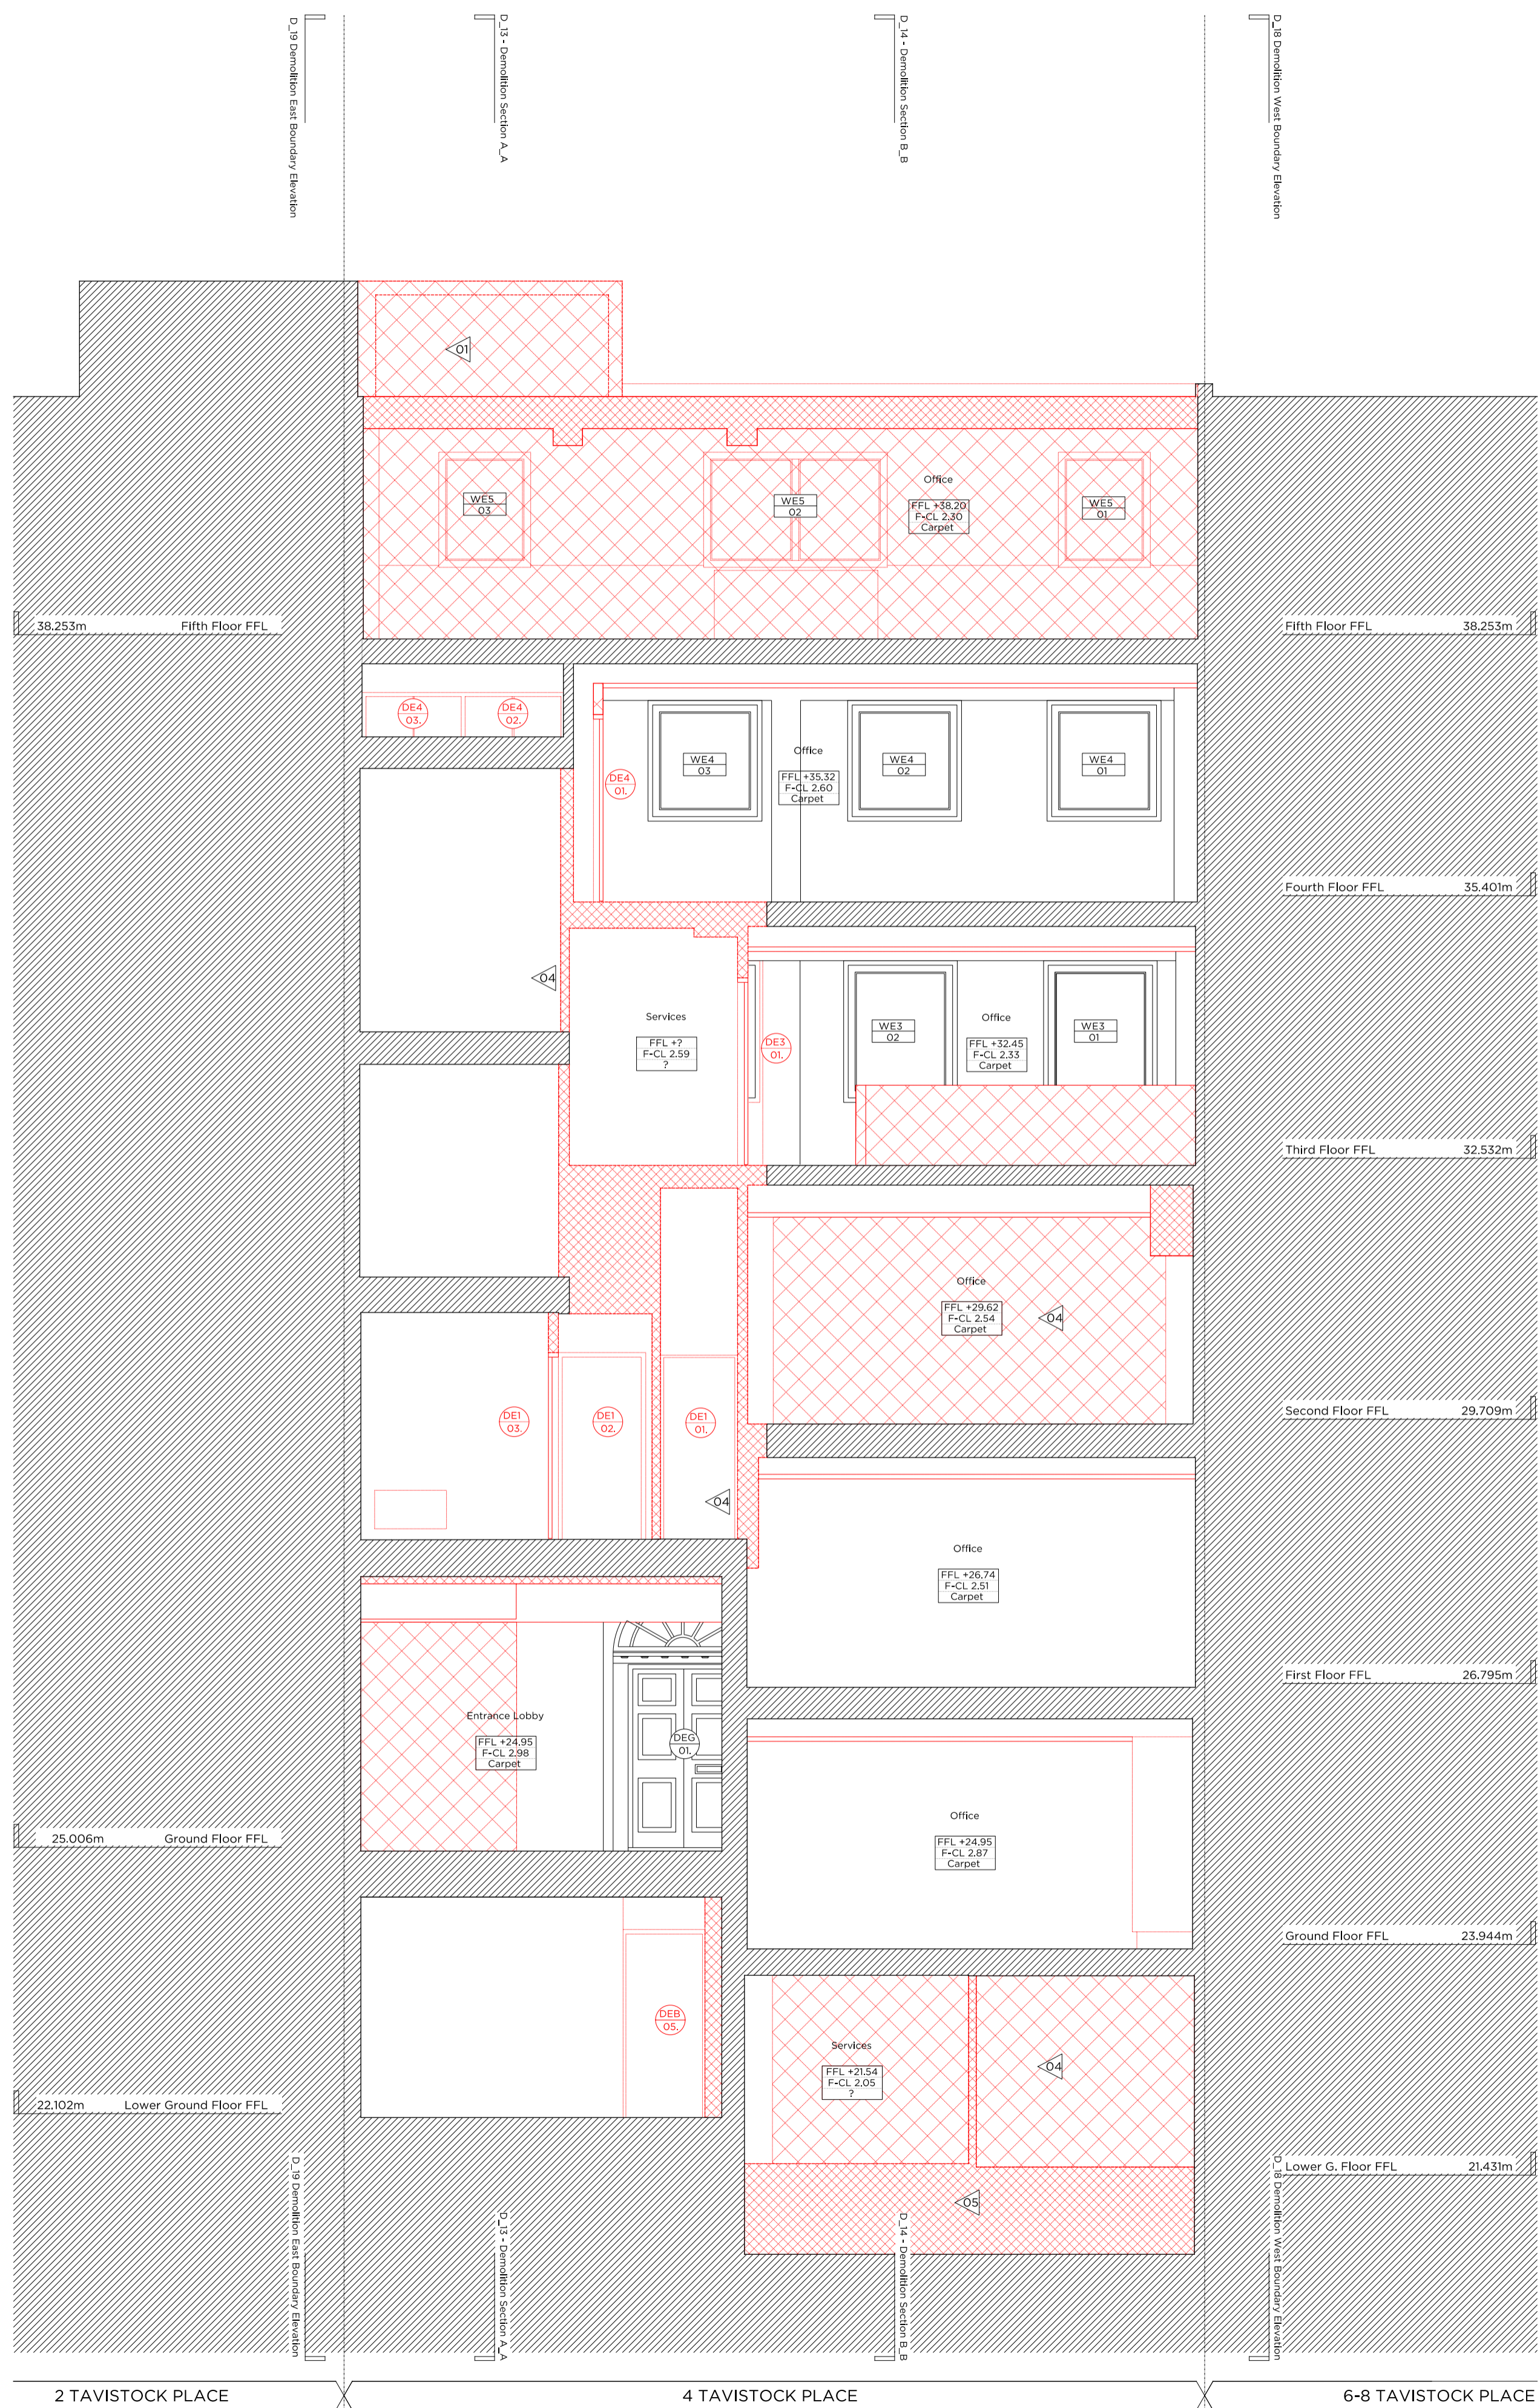 D_19 Demolition East Boundary Elevation
D_13 - Demolition Section A_A
D_14 - Demolition Section B_B
D_18 Demolition West Boundary Elevation
01
Office
WE5
03
WE5
02
FFL +38.20
F-CL 2.30
Carpet
WE5
01
38.253m Fifth Floor FFL
Fifth Floor FFL 38.253m
DE4
03.
DE4
02.
DE4
01.
WE4
03
Office
FFL +35.32
F-CL 2.60
Carpet
WE4
02
WE4
01
Fourth Floor FFL 35.401m
04
Services
FFL +?
F-CL 2.59
?
DE3
01.
WE3
02
Office
FFL +32.45
F-CL 2.33
Carpet
WE3
01
Third Floor FFL 32.532m
Office
FFL +29.62
F-CL 2.54
Carpet
04
DE1
03.
DE1
02.
DE1
01.
Second Floor FFL 29.709m
04
Office
FFL +26.74
F-CL 2.51
Carpet
First Floor FFL 26.795m
Entrance Lobby
FFL +24.95
F-CL 2.98
Carpet
DEG
01.
Office
FFL +24.95
F-CL 2.87
Carpet
25.006m Ground Floor FFL
Ground Floor FFL 23.944m
DEB
05.
Services
FFL +21.54
F-CL 2.05
?
04
22.102m Lower Ground Floor FFL
Lower G. Floor FFL 21.431m
05
D_19 Demolition East Boundary Elevation
D_13 - Demolition Section A_A
D_14 - Demolition Section B_B
D_18 Demolition West Boundary Elevation
2 TAVISTOCK PLACE
4 TAVISTOCK PLACE
6-8 TAVISTOCK PLACE